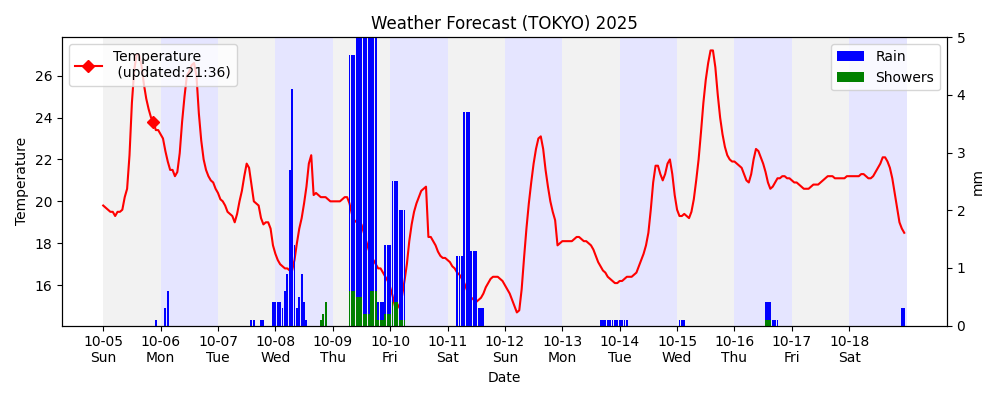 Weather Forecast (TOKYO) 2025
Temperature
(updated:21:36)
Rain
Showers
Temperature
26
24
22
20
18
16
5
4
3
2
1
0
mm
10-05 10-06 10-07 10-08 10-09 10-10 10-11 10-12 10-13 10-14 10-15 10-16 10-17 10-18
Sun Mon Tue Wed Thu Fri Sat Sun Mon Tue Wed Thu Fri Sat
Date